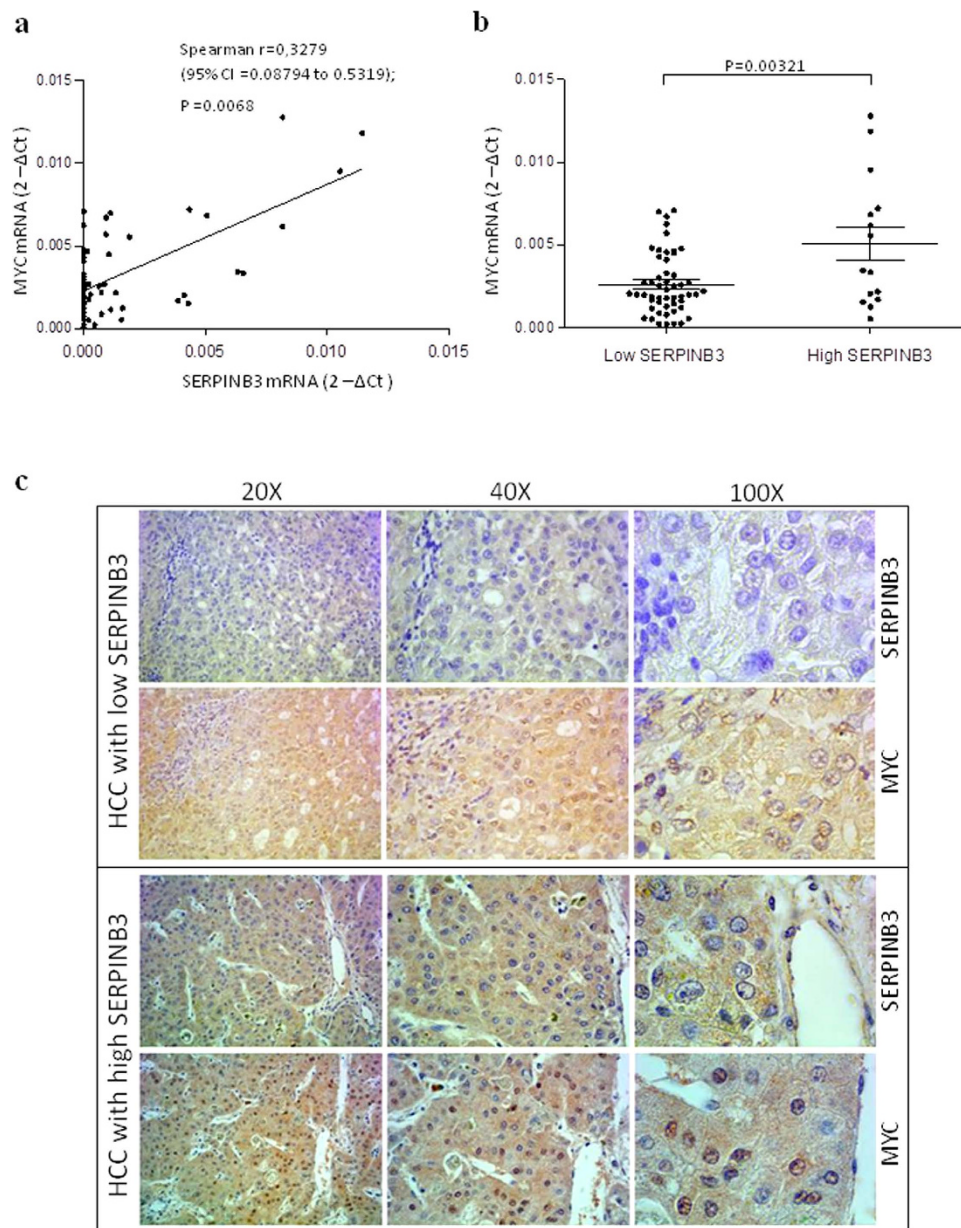 a
Spearman r=0,3279
(95% CI =0.08794 to 0.5319);
P=0.0068
MYC mRNA (2 –ΔCt)
0.015
0.010
0.005
0.000
0.000 0.005 0.010 0.015
SERPINB3 mRNA (2 –ΔCt)
b
P=0.00321
MYC mRNA (2 –ΔCt)
0.015
0.010
0.005
0.000
Low SERPINB3 High SERPINB3
c
20X 40X 100X
HCC with low SERPINB3
SERPINB3
MYC
HCC with high SERPINB3
SERPINB3
MYC